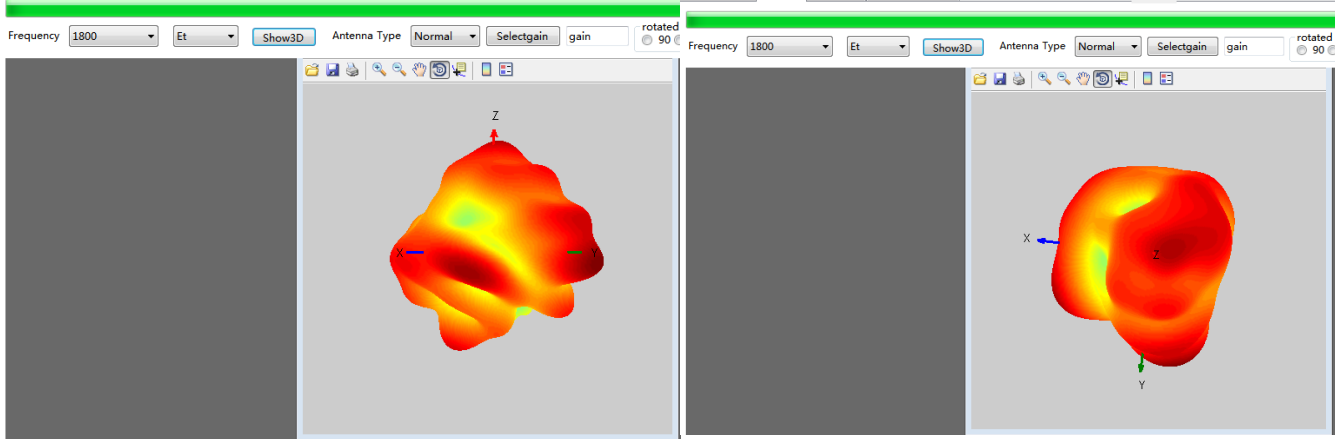 Frequency 1800 Et Show3D Antenna Type Normal Selectgain gain rotated
90
Z
X Y
Frequency 1800 Et Show3D Antenna Type Normal Selectgain gain rotated
90
X Z
Y